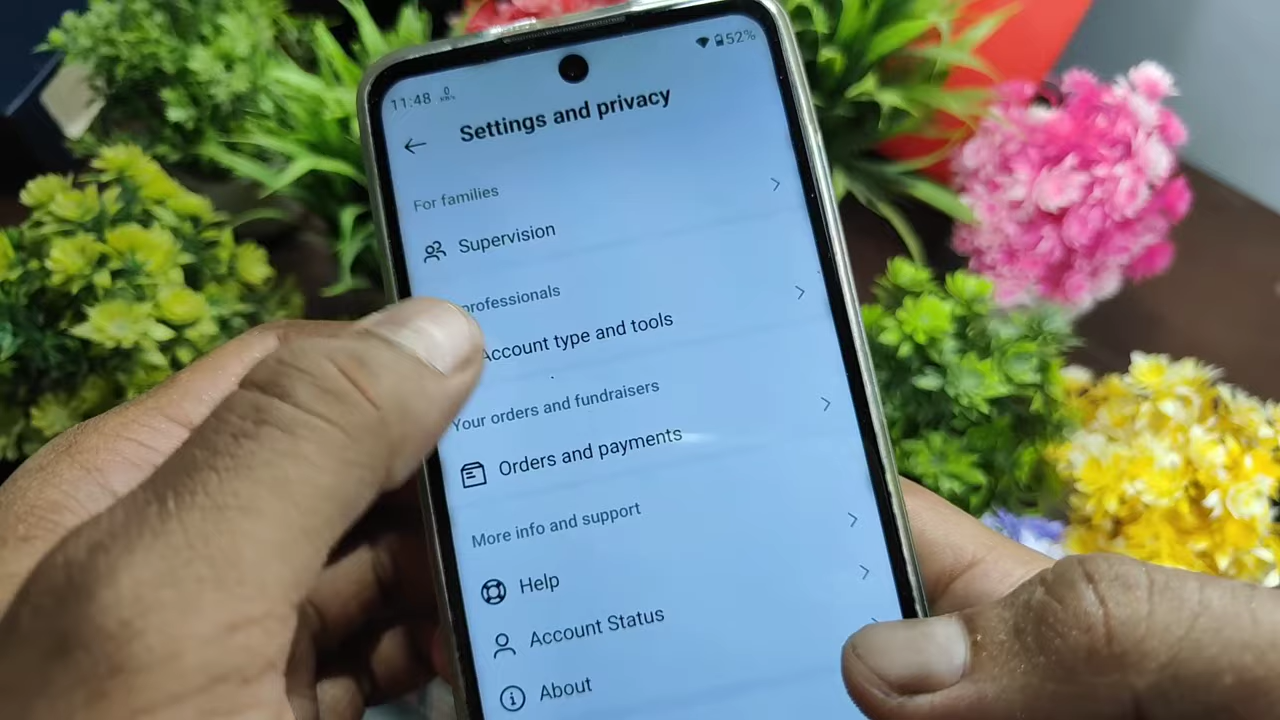 11:48
52%
Settings and privacy
For families
Supervision
professionals
Account type and tools
Your orders and fundraisers
Orders and payments
More info and support
Help
Account Status
About